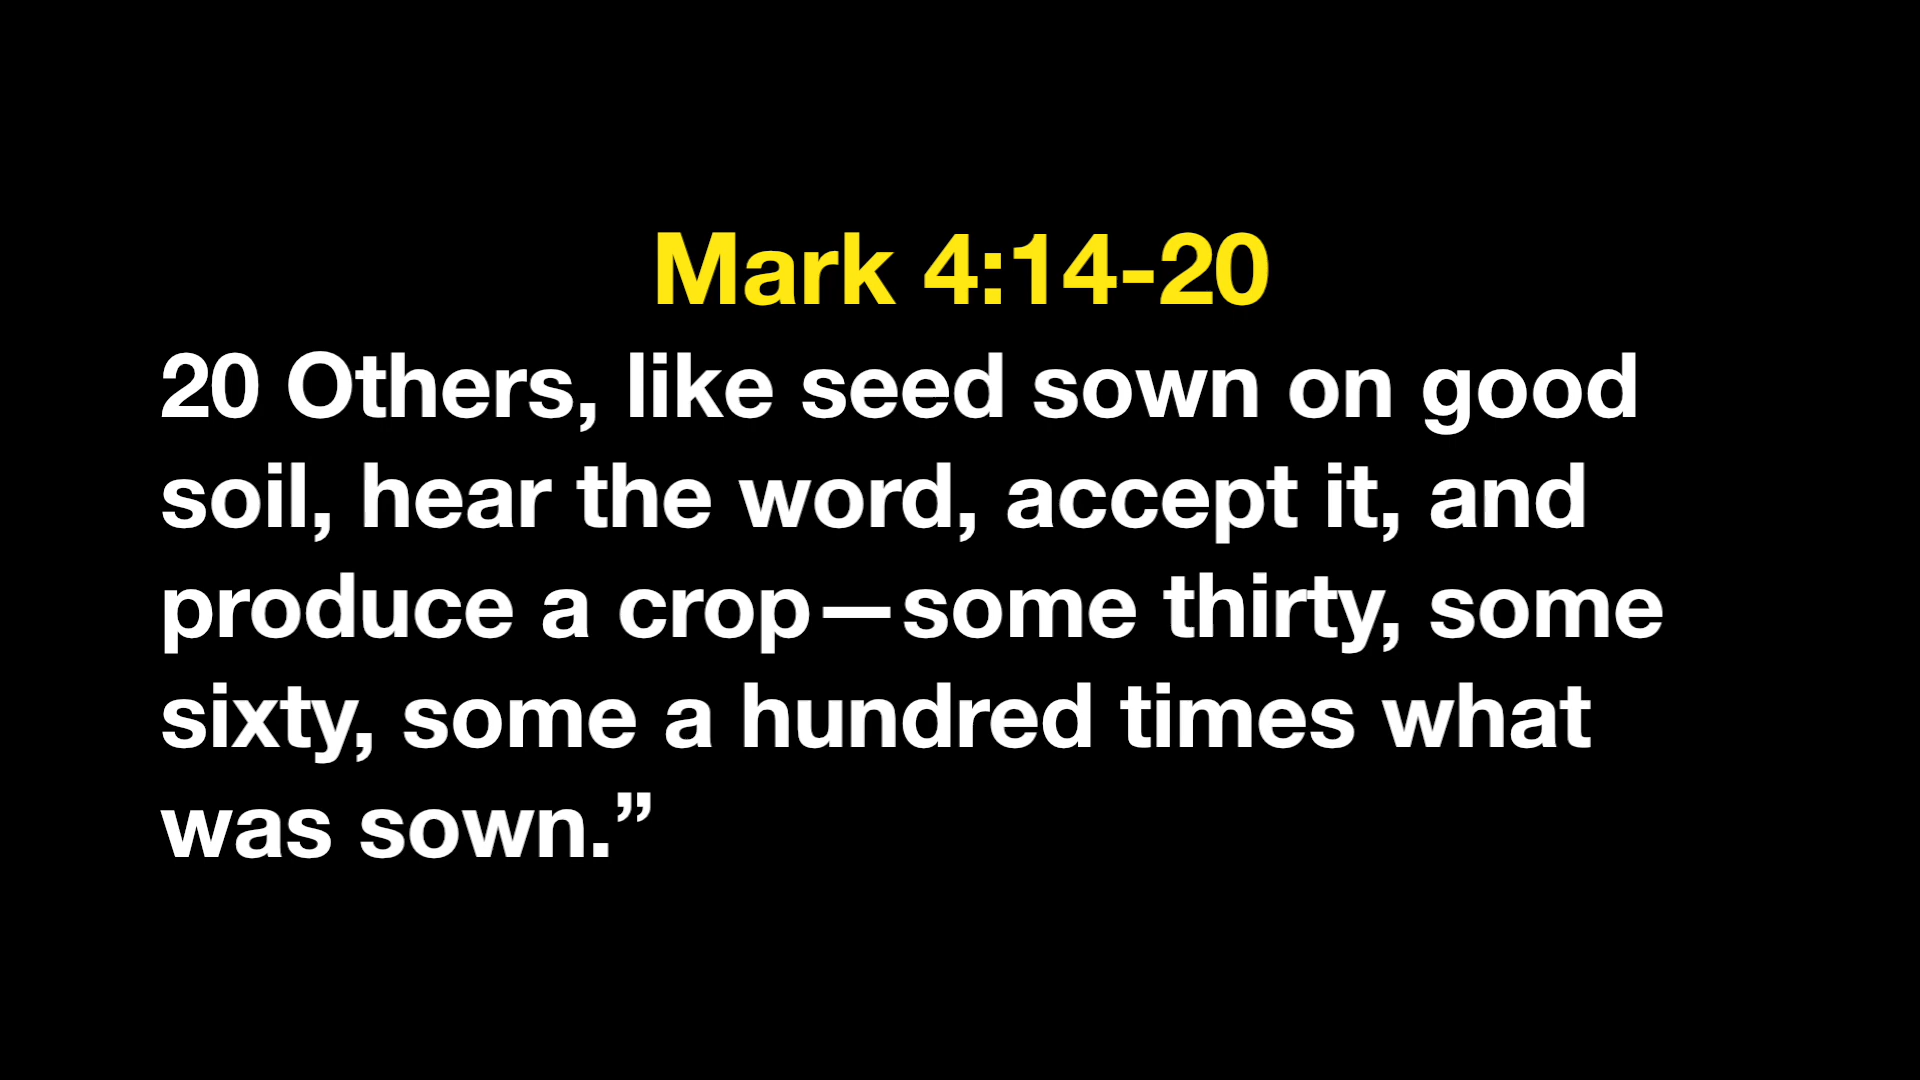 Mark 4:14-20
20 Others, like seed sown on good
soil, hear the word, accept it, and
produce a crop—some thirty, some
sixty, some a hundred times what
was sown.”